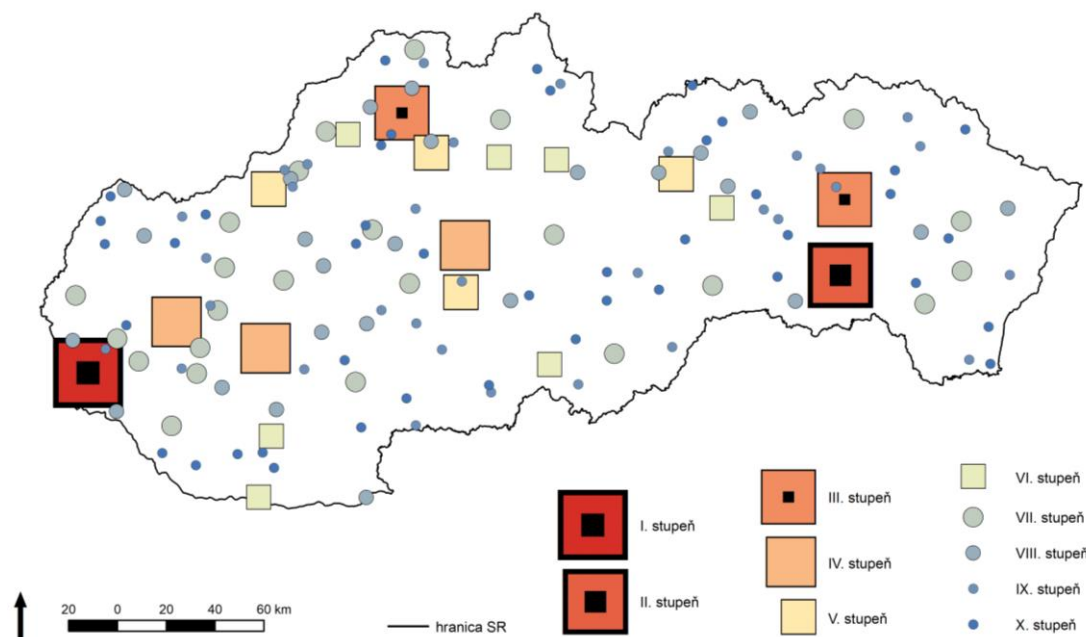 I. stupeň
II. stupeň
III. stupeň
IV. stupeň
V. stupeň
VI. stupeň
VII. stupeň
VIII. stupeň
IX. stupeň
X. stupeň
20 0 20 40 60 km
hranica SR